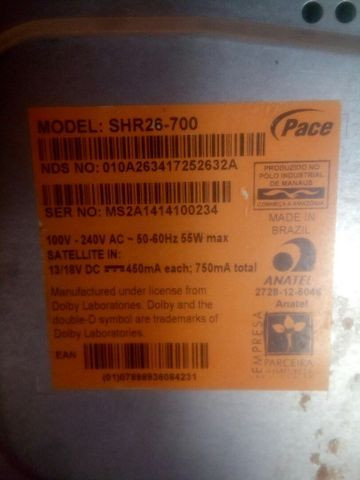 MODEL: SHR26-700
Pace
NDS NO: 010A263417252632A
PRODUZIDO NO
POLO INDUSTRIAL
DE MANAUS
CONHEÇA A AMAZÔNIA
SER NO: MS2A1414100234
MADE IN
BRAZIL
100V - 240V AC ~ 50-60Hz 55W max
SATELLITE IN:
13/18V DC 450mA each; 750mA total
ANATEL
2728-12-5046
Anatel
Manufactured under license from
Dolby Laboratories. Dolby and the
double-D symbol are trademarks of
Dolby Laboratories.
EMPRESA
PARCEIRA
EAN
(01)07898936094231